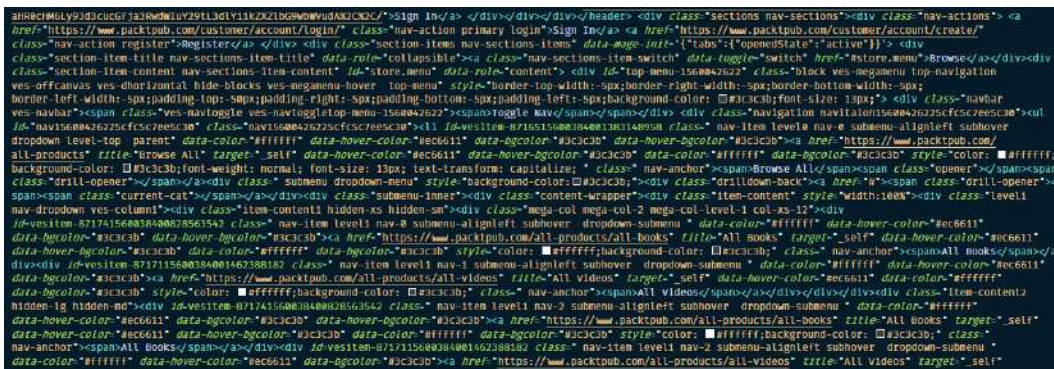 aHR0cHM6Ly93d3cucGFja3RwdWIuY29tL3dlYi1kZXZlbG9wbWVudA%2C%2C/">Sign In</a> </div></div></div></header> <div class="sections nav-sections"><div class="nav-actions"> <a
href="https://www.packtpub.com/customer/account/login/" class="nav-action primary login">Sign In</a> <a href="https://www.packtpub.com/customer/account/create/"
class="nav-action register">Register</a> </div> <div class="section-items nav-sections-items" data-mage-init='{"tabs":{"openedState":"active"}}'> <div
class="section-item-title nav-sections-item-title" data-role="collapsible"><a class="nav-sections-item-switch" data-toggle="switch" href="#store.menu">Browse</a></div><div
class="section-item-content nav-sections-item-content" id="store.menu" data-role="content"> <div id="top-menu-1560042622" class="block ves-megamenu top-navigation
ves-offcanvas ves-dhorizontal hide-blocks ves-megamenu-hover top-menu" style="border-top-width:-5px;border-right-width:-5px;border-bottom-width:-5px;
border-left-width:-5px;padding-top:-50px;padding-right:-5px;padding-bottom:-5px;padding-left:-5px;background-color: #3c3c3b;font-size: 13px;"> <div class="navbar
ves-navbar"><span class="ves-navtoggle ves-navtoggletop-menu-1560042622"><span>Toggle Nav</span></span></div> <div class="navigation navitaion15600426225cfc5c7ee5c30"><ul
id="nav15600426225cfc5c7ee5c30" class="nav15600426225cfc5c7ee5c30"><li id=vesitem-87165156003840013831​48958 class=" nav-item level0 nav-0 submenu-alignleft subhover
dropdown level-top parent" data-color="#ffffff" data-hover-color="#ec6611" data-bgcolor="#3c3c3b" data-hover-bgcolor="#3c3c3b"><a href="https://www.packtpub.com/
all-products" title="Browse All" target="_self" data-hover-color="#ec6611" data-hover-bgcolor="#3c3c3b" data-color="#ffffff" data-bgcolor="#3c3c3b" style="color: #ffffff;
background-color: #3c3c3b;font-weight: normal; font-size: 13px; text-transform: capitalize;" class=" nav-anchor"><span>Browse All<span class="opener"></span><span
class="drill-opener"></span></a><div class=" submenu dropdown-menu" style="background-color: #3c3c3b;"><div class="drilldown-back"><a href="#"><span class="drill-opener"><
span><span class="current-cat"></span></a></div><div class="submenu-inner"><div class="content-wrapper"><div class="item-content" style="width:100%"><div class="level1
nav-dropdown ves-column1"><div class="item-content1 hidden-xs hidden-sm"><div class="mega-col mega-col-2 mega-col-level-1 col-xs-12"><div
id=vesitem-8717415600384008​28563542 class=" nav-item level1 nav-0 submenu-alignleft subhover dropdown-submenu " data-color="#ffffff" data-hover-color="#ec6611"
data-bgcolor="#3c3c3b" data-hover-bgcolor="#3c3c3b"><a href="https://www.packtpub.com/all-products/all-books" title="All Books" target="_self" data-hover-color="#ec6611"
data-hover-bgcolor="#3c3c3b" data-color="#ffffff" data-bgcolor="#3c3c3b" style="color: #ffffff;background-color: #3c3c3b;" class=" nav-anchor"><span>All Books</span></a
div><div id=vesitem-8717115600384001462388182 class=" nav-item level1 nav-1 submenu-alignleft subhover dropdown-submenu " data-color="#ffffff" data-hover-color="#ec6611"
data-bgcolor="#3c3c3b"><a href="https://www.packtpub.com/all-products/all-videos" title="All Videos" target="_self" data-hover-color="#ec6611" data-color="#ffffff"
data-bgcolor="#3c3c3b" style="color: #ffffff;background-color: #3c3c3b;" class=" nav-anchor"><span>All Videos</span></a></div></div></div><div class="item-content2
hidden-lg hidden-md"><div id=vesitem-871741560038400828563542 class=" nav-item level1 nav-2 submenu-alignleft subhover dropdown-submenu " data-color="#ffffff"
data-hover-color="#ec6611" data-bgcolor="#3c3c3b" data-hover-bgcolor="#3c3c3b"><a href="https://www.packtpub.com/all-products/all-books" title="All Books" target="_self"
data-hover-color="#ec6611" data-hover-bgcolor="#3c3c3b" data-color="#ffffff" data-bgcolor="#3c3c3b" style="color: #ffffff;background-color: #3c3c3b;" class="
nav-anchor"><span>All Books</span></a></div><div id=vesitem-8717115600384001462388182 class=" nav-item level1 nav-2 submenu-alignleft subhover dropdown-submenu "
data-color="#ffffff" data-hover-color="#ec6611" data-bgcolor="#3c3c3b"><a href="https://www.packtpub.com/all-products/all-videos" title="All Videos" target="_self"